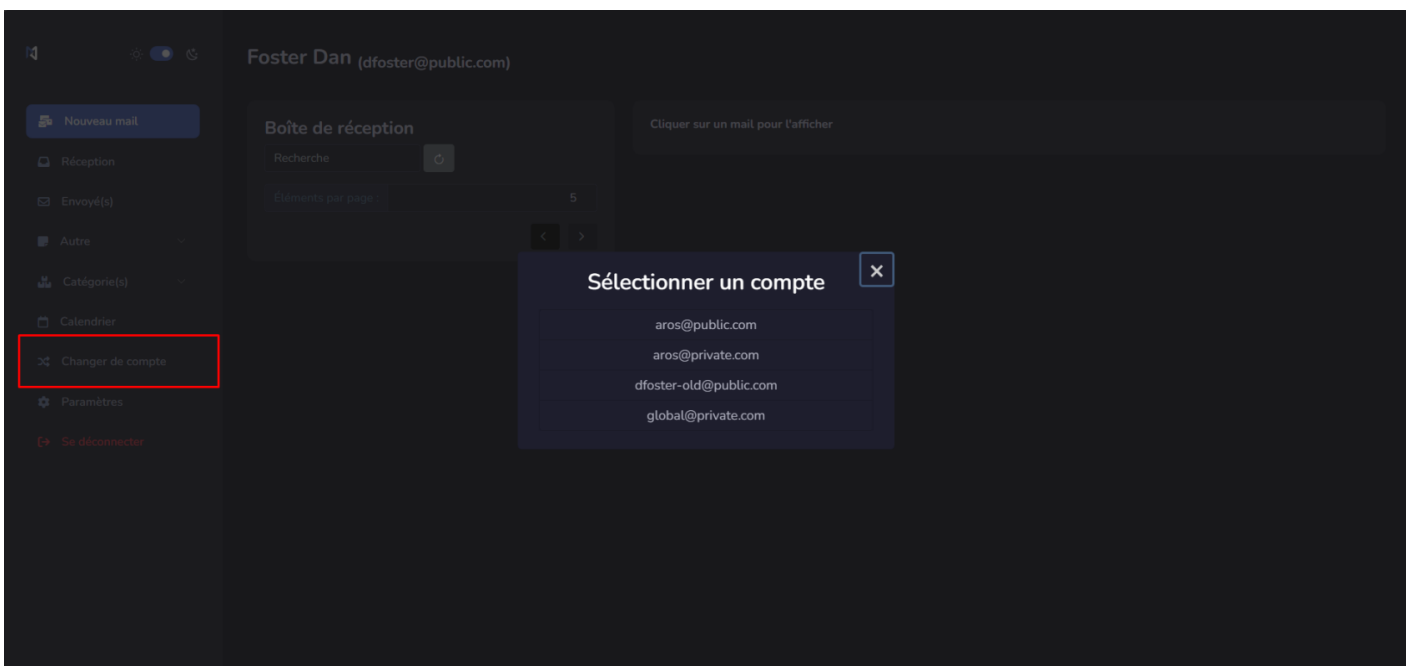 Foster Dan (dfoster@public.com)
Nouveau mail
Réception
Envoyé(s)
Autre
Catégorie(s)
Calendrier
Changer de compte
Paramètres
Se déconnecter
Boîte de réception
Recherche
Éléments par page
5
Cliquer sur un mail pour l'afficher
Sélectionner un compte
aros@public.com
aros@private.com
dfoster-old@public.com
global@private.com